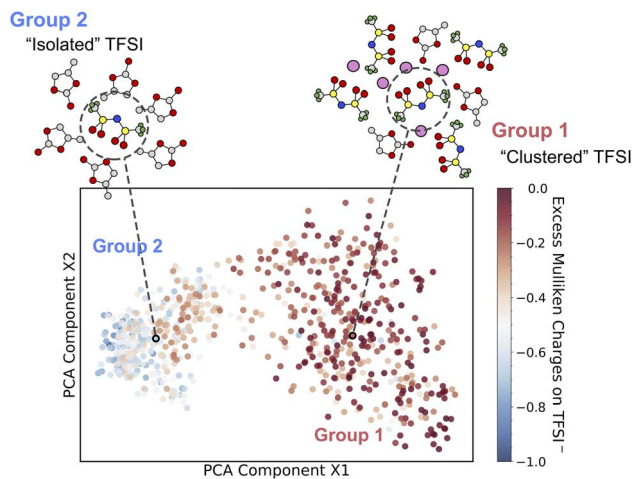 Group 2
“Isolated” TFSI
Group 1
“Clustered” TFSI
Group 2
Group 1
PCA Component X2
PCA Component X1
0.0
−0.2
−0.4
−0.6
−0.8
−1.0
Excess Mulliken Charges on TFSI−